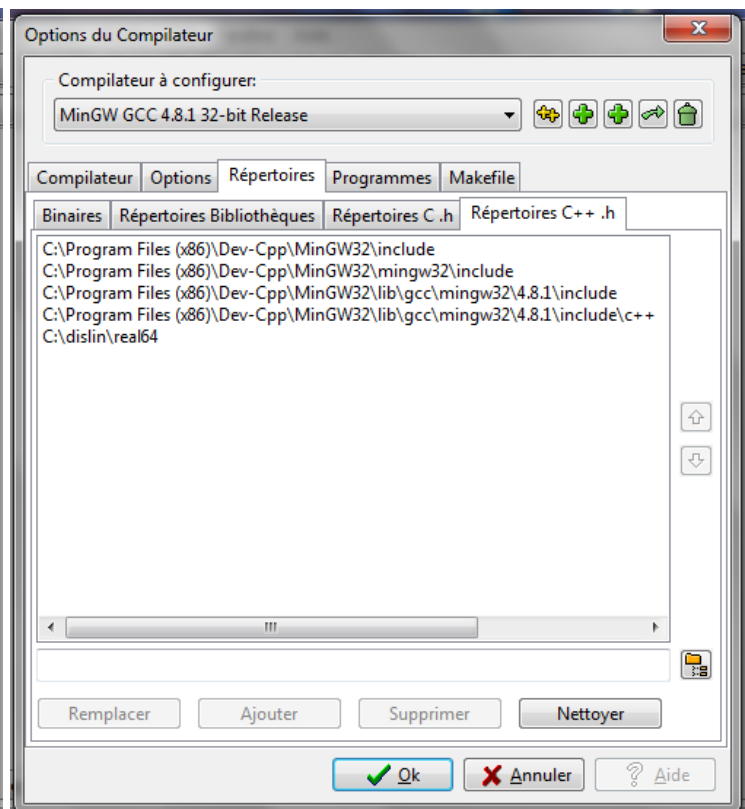 Options du Compilateur
Compilateur à configurer:
MinGW GCC 4.8.1 32-bit Release
Compilateur Options Répertoires Programmes Makefile
Binaires Répertoires Bibliothèques Répertoires C .h Répertoires C++ .h
C:\Program Files (x86)\Dev-Cpp\MinGW32\include
C:\Program Files (x86)\Dev-Cpp\MinGW32\mingw32\include
C:\Program Files (x86)\Dev-Cpp\MinGW32\lib\gcc\mingw32\4.8.1\include
C:\Program Files (x86)\Dev-Cpp\MinGW32\lib\gcc\mingw32\4.8.1\include\c++
C:\dislin\real64
Remplacer Ajouter Supprimer Nettoyer
Ok Annuler ? Aide